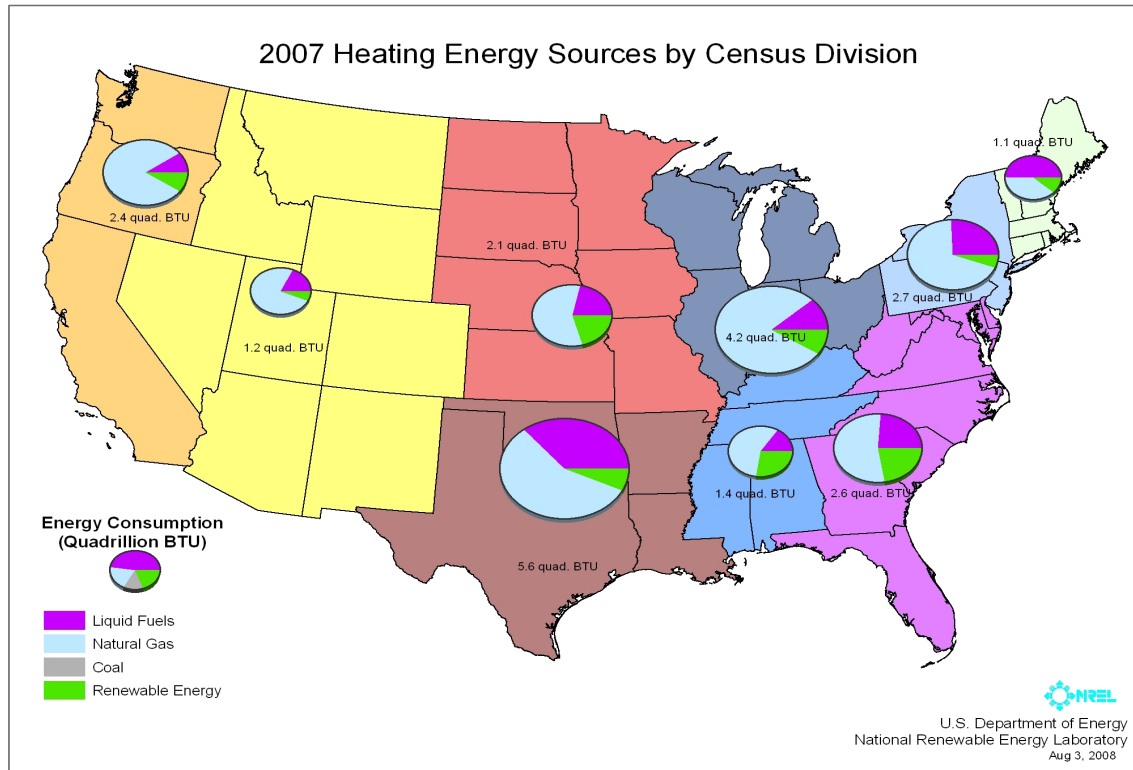 2007 Heating Energy Sources by Census Division
1.1 quad. BTU
2.4 quad. BTU
2.1 quad. BTU
2.7 quad. BTU
1.2 quad. BTU
4.2 quad. BTU
1.4 quad. BTU
2.6 quad. BTU
5.6 quad. BTU
Energy Consumption
(Quadrillion BTU)
Liquid Fuels
Natural Gas
Coal
Renewable Energy
NREL
U.S. Department of Energy
National Renewable Energy Laboratory
Aug 3, 2008